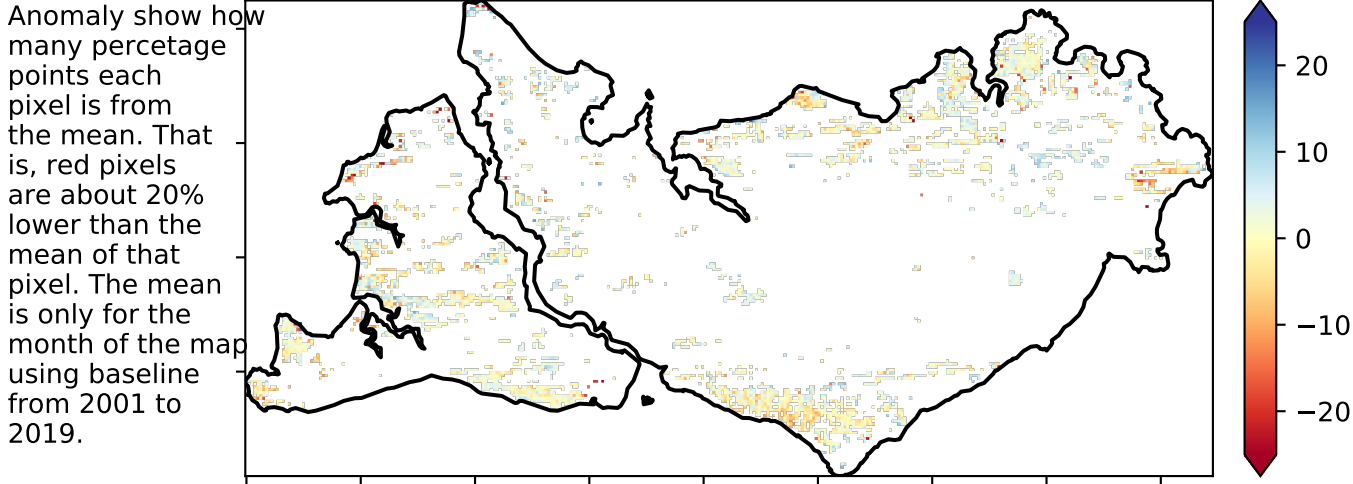 Anomaly show how
many percetage
points each
pixel is from
the mean. That
is, red pixels
are about 20%
lower than the
mean of that
pixel. The mean
is only for the
month of the map
using baseline
from 2001 to
2019.
20
10
0
−10
−20